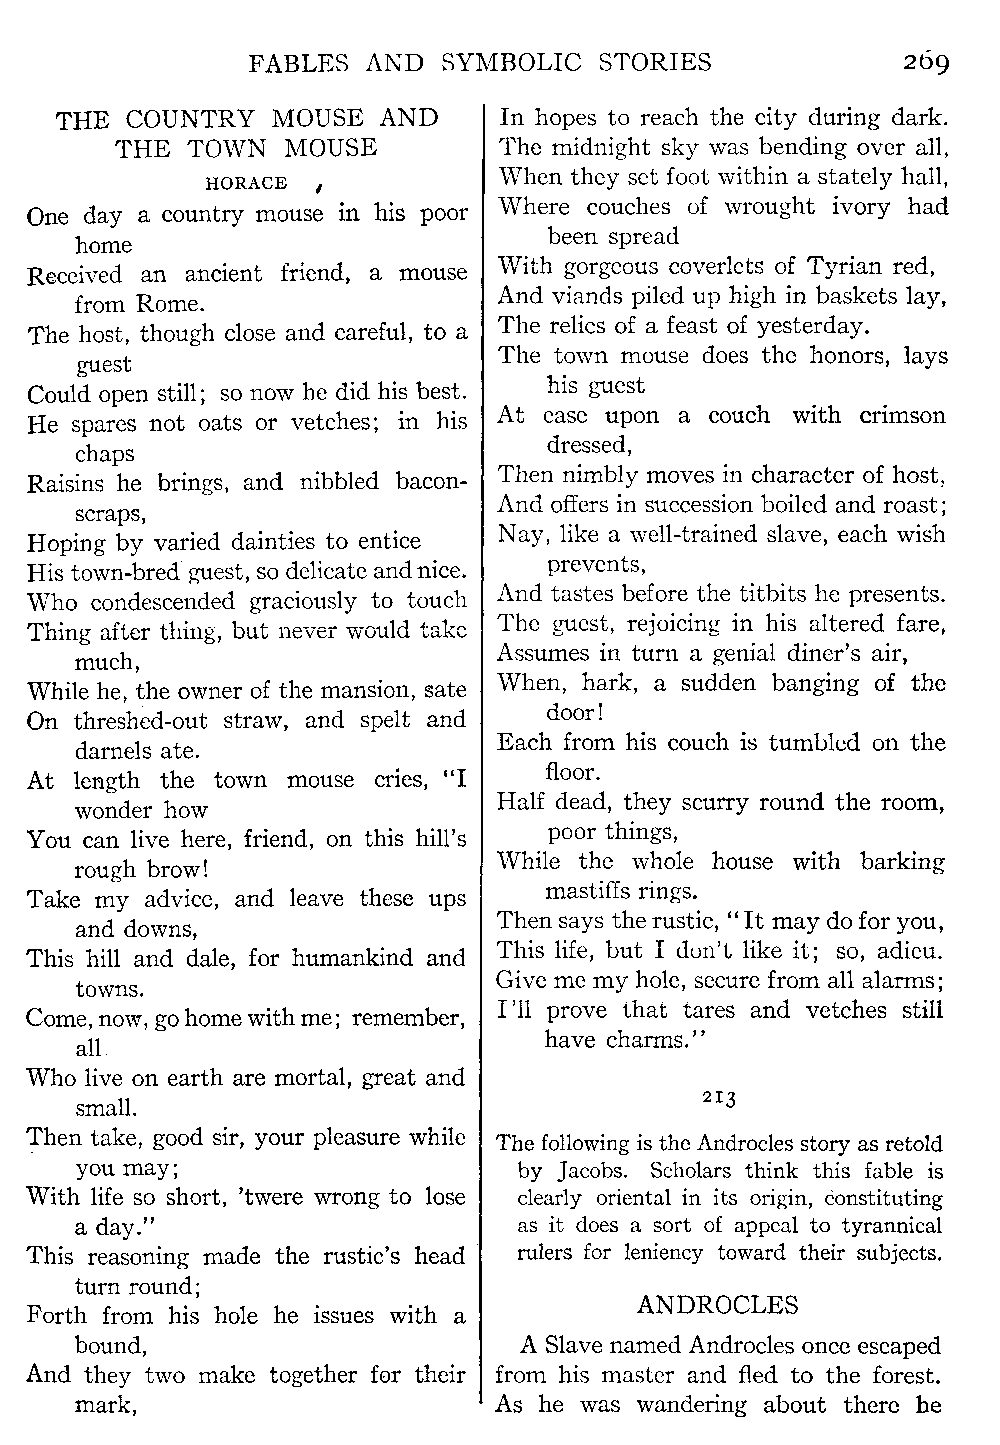 FABLES AND SYMBOLIC STORIES 269
THE COUNTRY MOUSE AND
THE TOWN MOUSE
HORACE
One day a country mouse in his poor
home
Received an ancient friend, a mouse
from Rome.
The host, though close and careful, to a
guest
Could open still; so now he did his best.
He spares not oats or vetches; in his
chaps
Raisins he brings, and nibbled bacon-
scraps,
Hoping by varied dainties to entice
His town-bred guest, so delicate and nice.
Who condescended graciously to touch
Thing after thing, but never would take
much,
While he, the owner of the mansion, sate
On threshed-out straw, and spelt and
darnels ate.
At length the town mouse cries, "I
wonder how
You can live here, friend, on this hill's
rough brow!
Take my advice, and leave these ups
and downs,
This hill and dale, for humankind and
towns.
Come, now, go home with me; remember,
all
Who live on earth are mortal, great and
small.
Then take, good sir, your pleasure while
you may;
With life so short, 'twere wrong to lose
a day."
This reasoning made the rustic's head
turn round;
Forth from his hole he issues with a
bound,
And they two make together for their
mark,
In hopes to reach the city during dark.
The midnight sky was bending over all,
When they set foot within a stately hall,
Where couches of wrought ivory had
been spread
With gorgeous coverlets of Tyrian red,
And viands piled up high in baskets lay,
The relics of a feast of yesterday.
The town mouse does the honors, lays
his guest
At ease upon a couch with crimson
dressed,
Then nimbly moves in character of host,
And offers in succession boiled and roast;
Nay, like a well-trained slave, each wish
prevents,
And tastes before the titbits he presents.
The guest, rejoicing in his altered fare,
Assumes in turn a genial diner's air,
When, hark, a sudden banging of the
door!
Each from his couch is tumbled on the
floor.
Half dead, they scurry round the room,
poor things,
While the whole house with barking
mastiffs rings.
Then says the rustic, "It may do for you,
This life, but I don't like it; so, adieu.
Give me my hole, secure from all alarms;
I'll prove that tares and vetches still
have charms."
213
The following is the Androcles story as retold
by Jacobs. Scholars think this fable is
clearly oriental in its origin, constituting
as it does a sort of appeal to tyrannical
rulers for leniency toward their subjects.
ANDROCLES
A Slave named Androcles once escaped
from his master and fled to the forest.
As he was wandering about there he